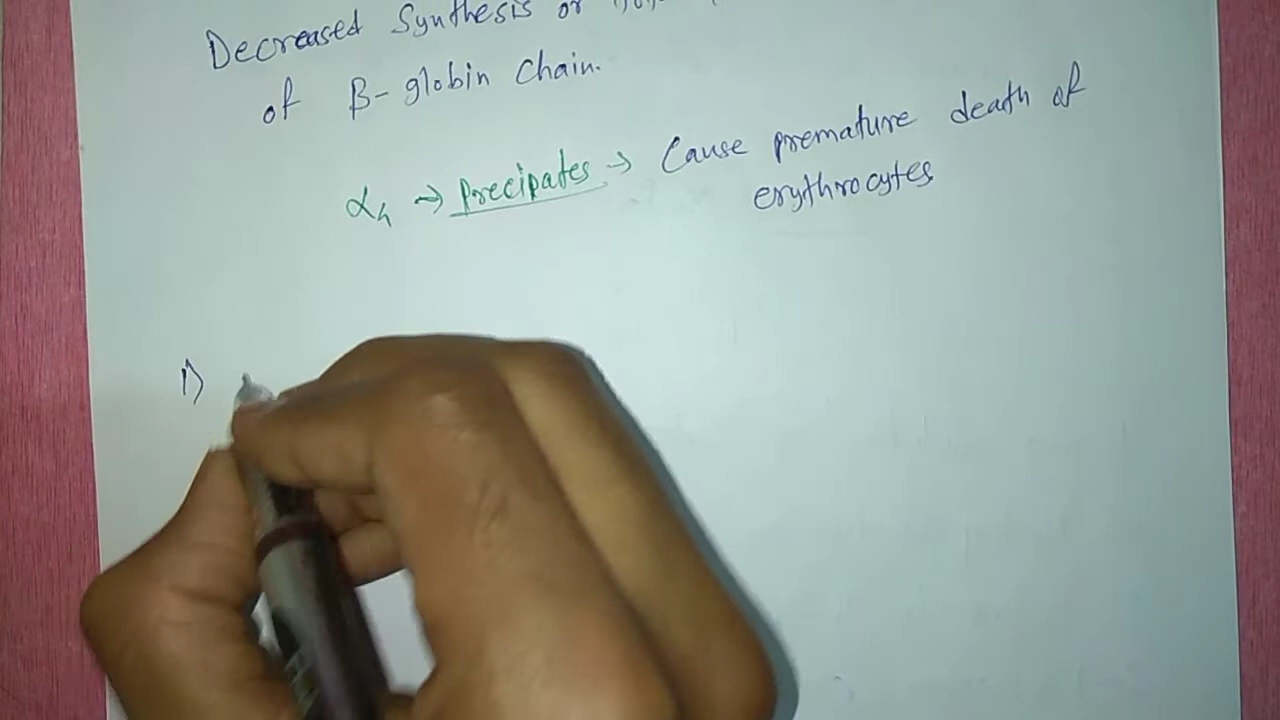 Decreased Synthesis or
of β-globin Chain.
α4 → Precipates → Cause premature death of
erythrocytes
1)